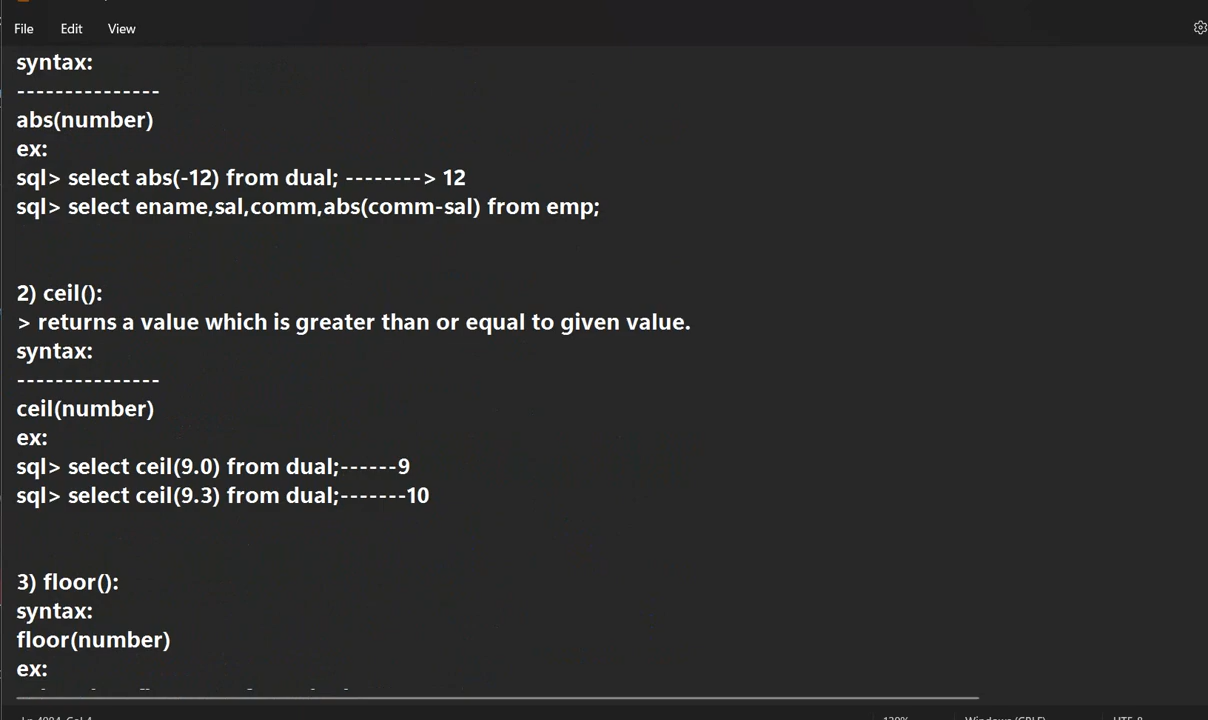 File Edit View
syntax:
---------------
abs(number)
ex:
sql> select abs(-12) from dual; --------> 12
sql> select ename,sal,comm,abs(comm-sal) from emp;
2) ceil():
> returns a value which is greater than or equal to given value.
syntax:
---------------
ceil(number)
ex:
sql> select ceil(9.0) from dual;------9
sql> select ceil(9.3) from dual;-------10
3) floor():
syntax:
floor(number)
ex: